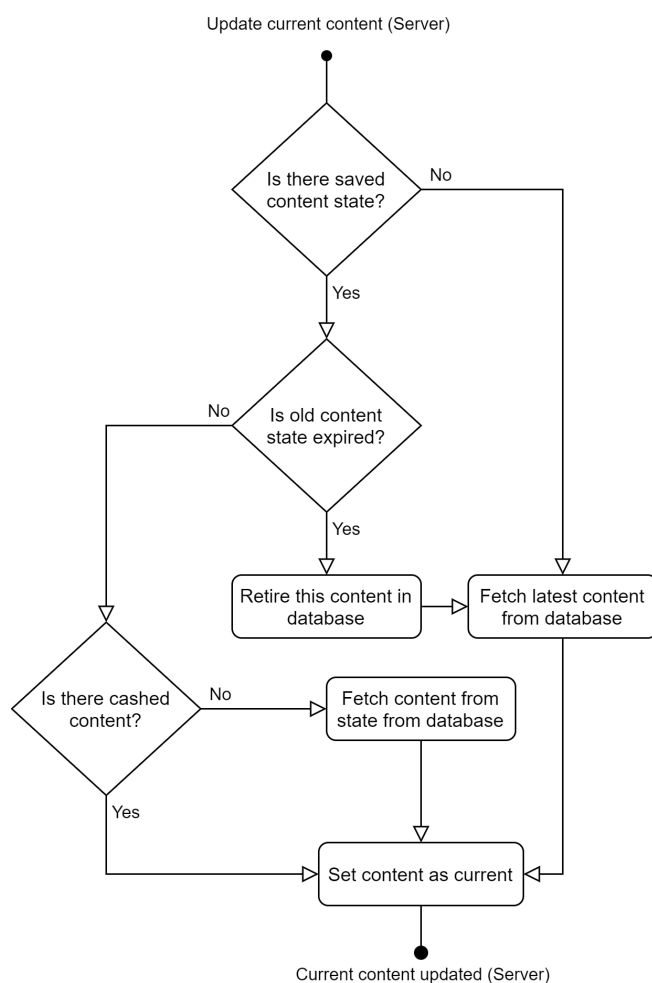 Update current content (Server)
Is there saved
content state?
No
Yes
Is old content
state expired?
No
Yes
Retire this content in
database
Fetch latest content
from database
Is there cashed
content?
No
Fetch content from
state from database
Yes
Set content as current
Current content updated (Server)